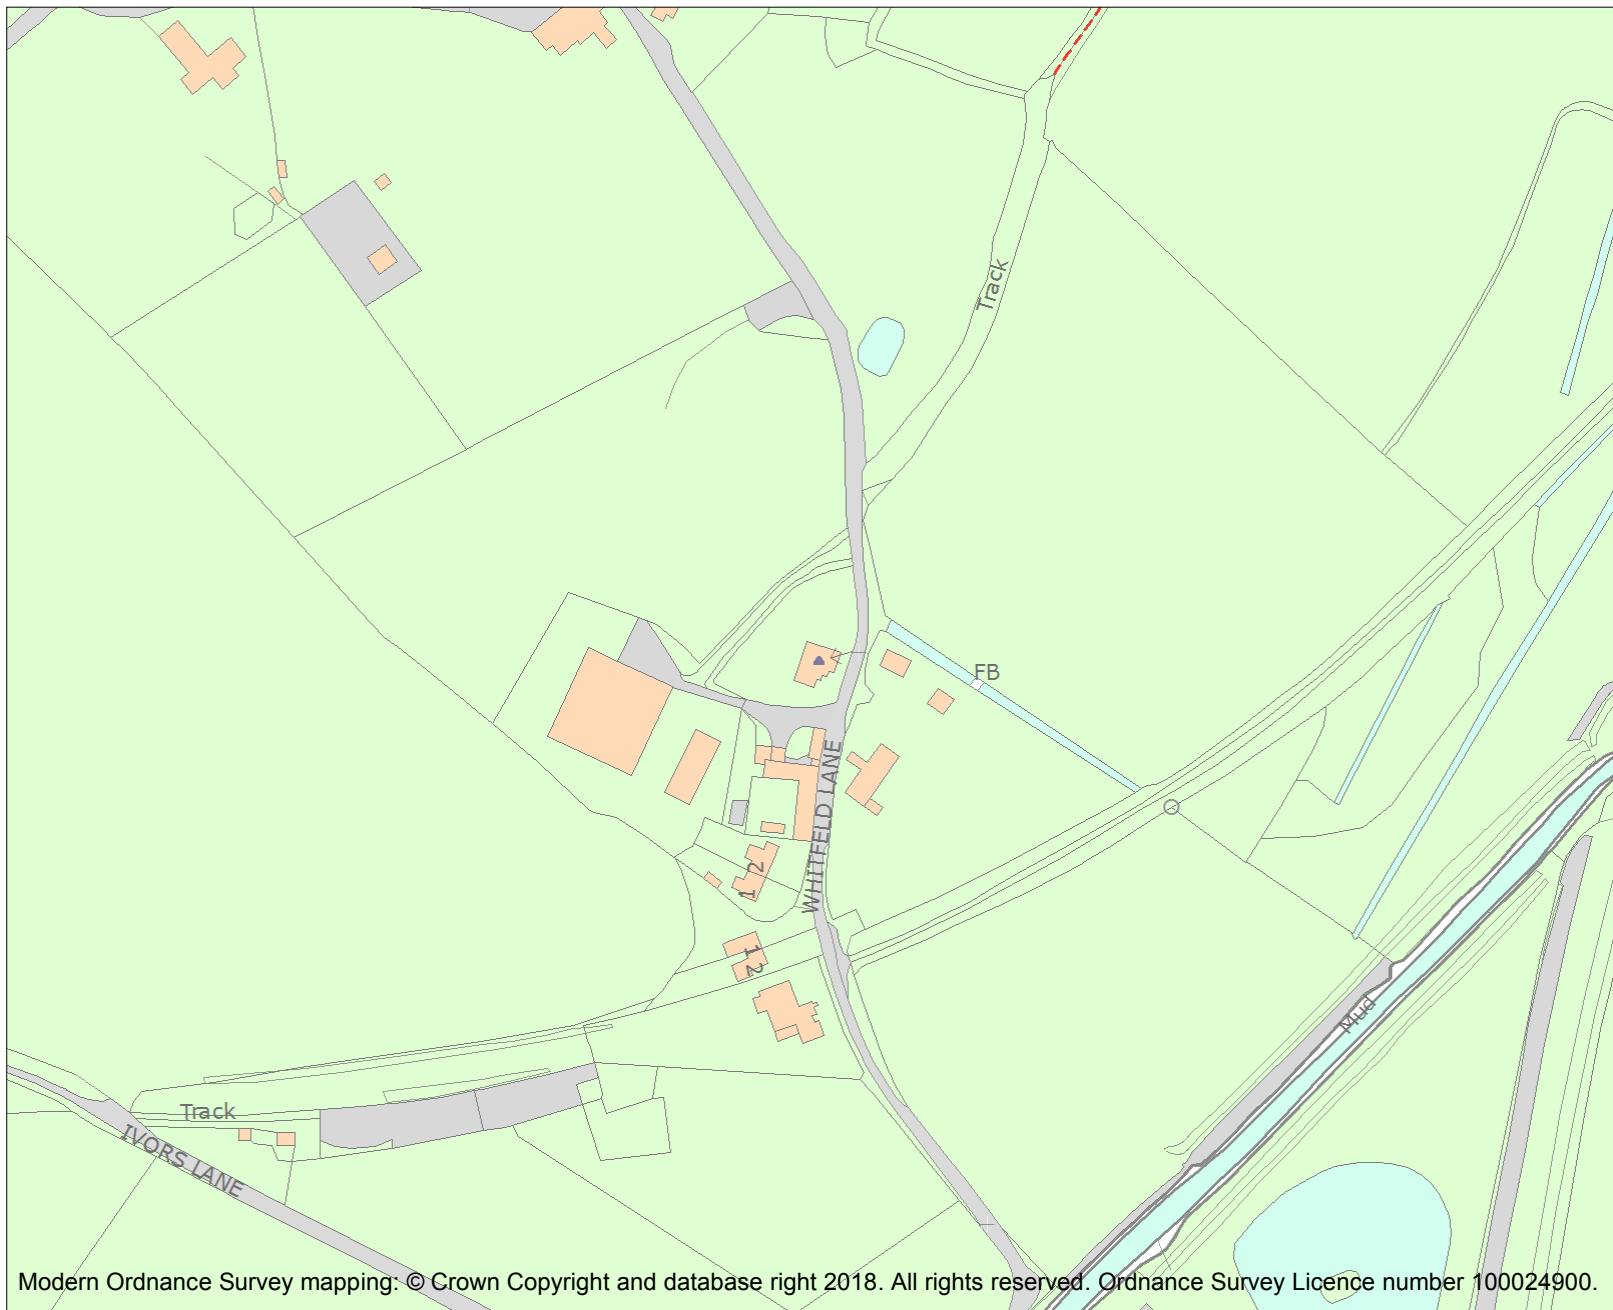 Track
FB
WHITFELD LANE
1 2
1 2
Mud
Track
IVORS LANE
Modern Ordnance Survey mapping: © Crown Copyright and database right 2018. All rights reserved. Ordnance Survey Licence number 100024900.